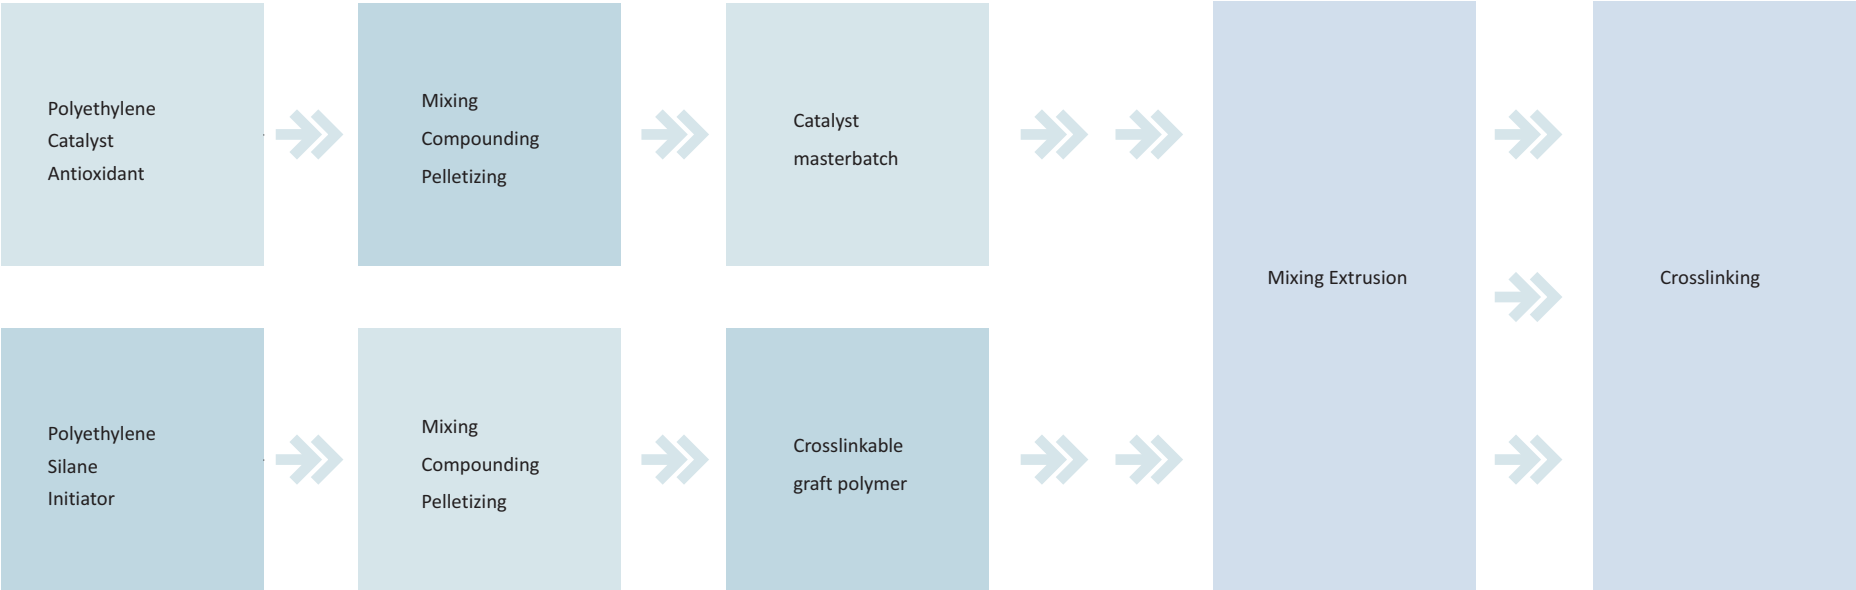 Polyethylene
Catalyst
Antioxidant
Mixing
Compounding
Pelletizing
Catalyst
masterbatch
Polyethylene
Silane
Initiator
Mixing
Compounding
Pelletizing
Crosslinkable
graft polymer
Mixing Extrusion
Crosslinking